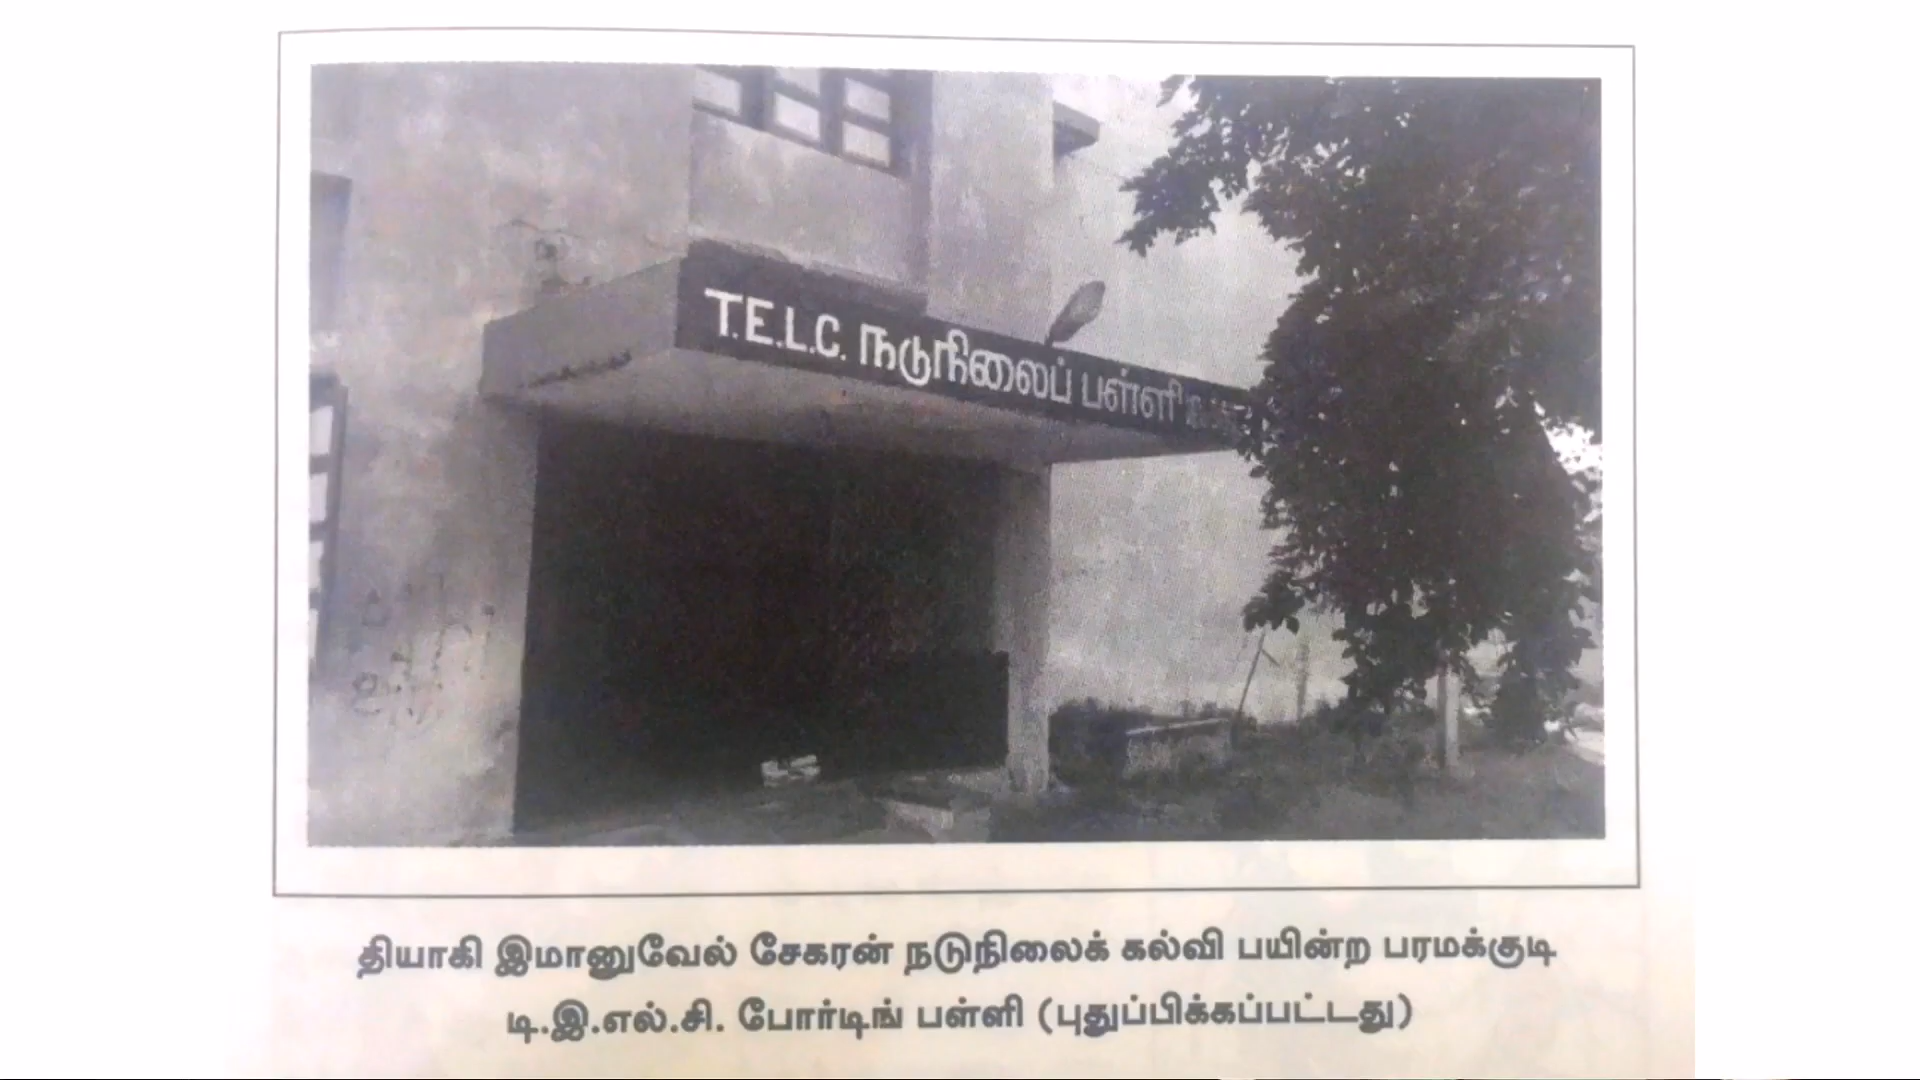 T.E.L.C. நடுநிலைப் பள்ளி
தியாகி இமானுவேல் சேகரன் நடுநிலைக் கல்வி பயின்ற பரமக்குடி
டி.இ.எல்.சி. போர்டிங் பள்ளி (புதுப்பிக்கப்பட்டது)